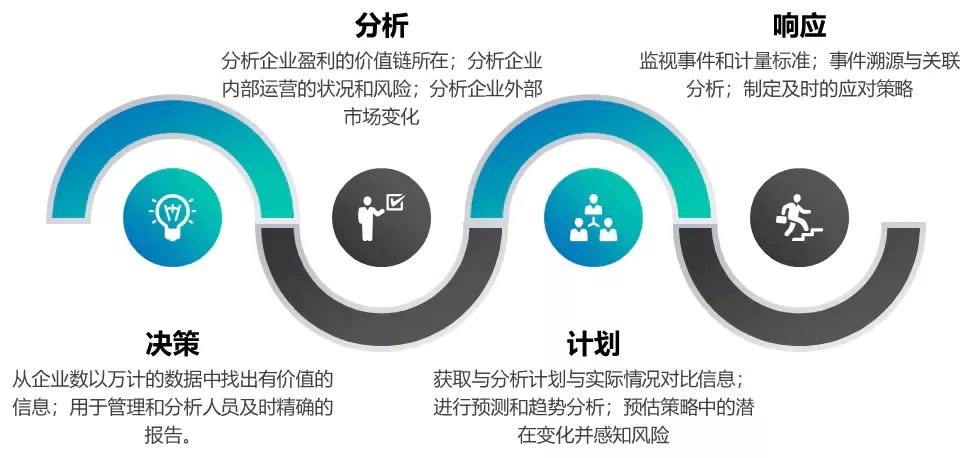 分析
分析企业盈利的价值链所在；分析企业
内部运营的状况和风险；分析企业外部
市场变化
响应
监视事件和计量标准；事件溯源与关联
分析；制定及时的应对策略
决策
从企业数以万计的数据中找出有价值的
信息；用于管理和分析人员及时精确的
报告。
计划
获取与分析计划与实际情况对比信息；
进行预测和趋势分析；预估策略中的潜
在变化并感知风险